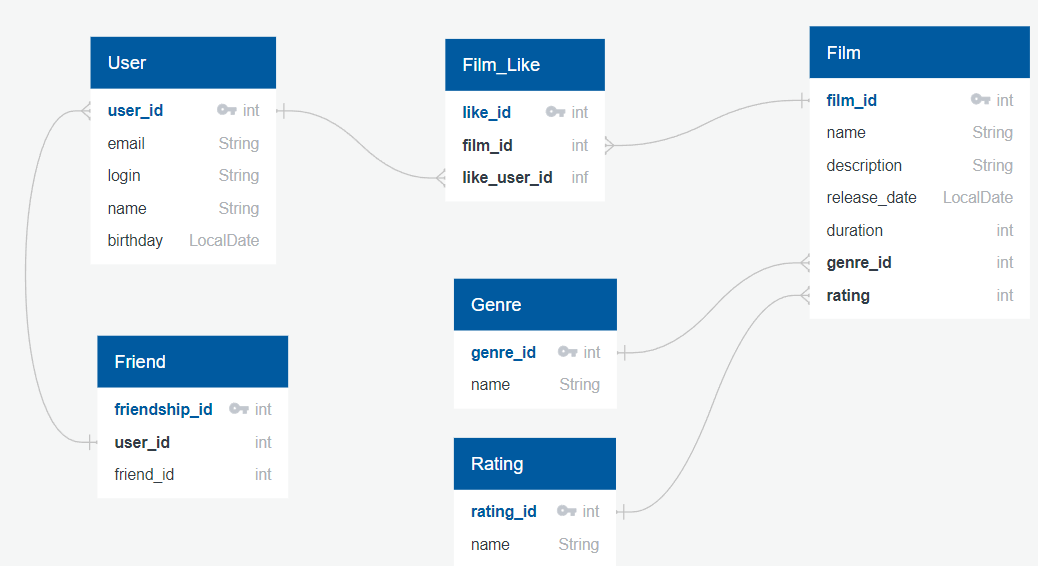 User
user_id int
email String
login String
name String
birthday LocalDate
Friend
friendship_id int
user_id int
friend_id int
Film_Like
like_id int
film_id int
like_user_id inf
Genre
genre_id int
name String
Rating
rating_id int
name String
Film
film_id int
name String
description String
release_date LocalDate
duration int
genre_id int
rating int